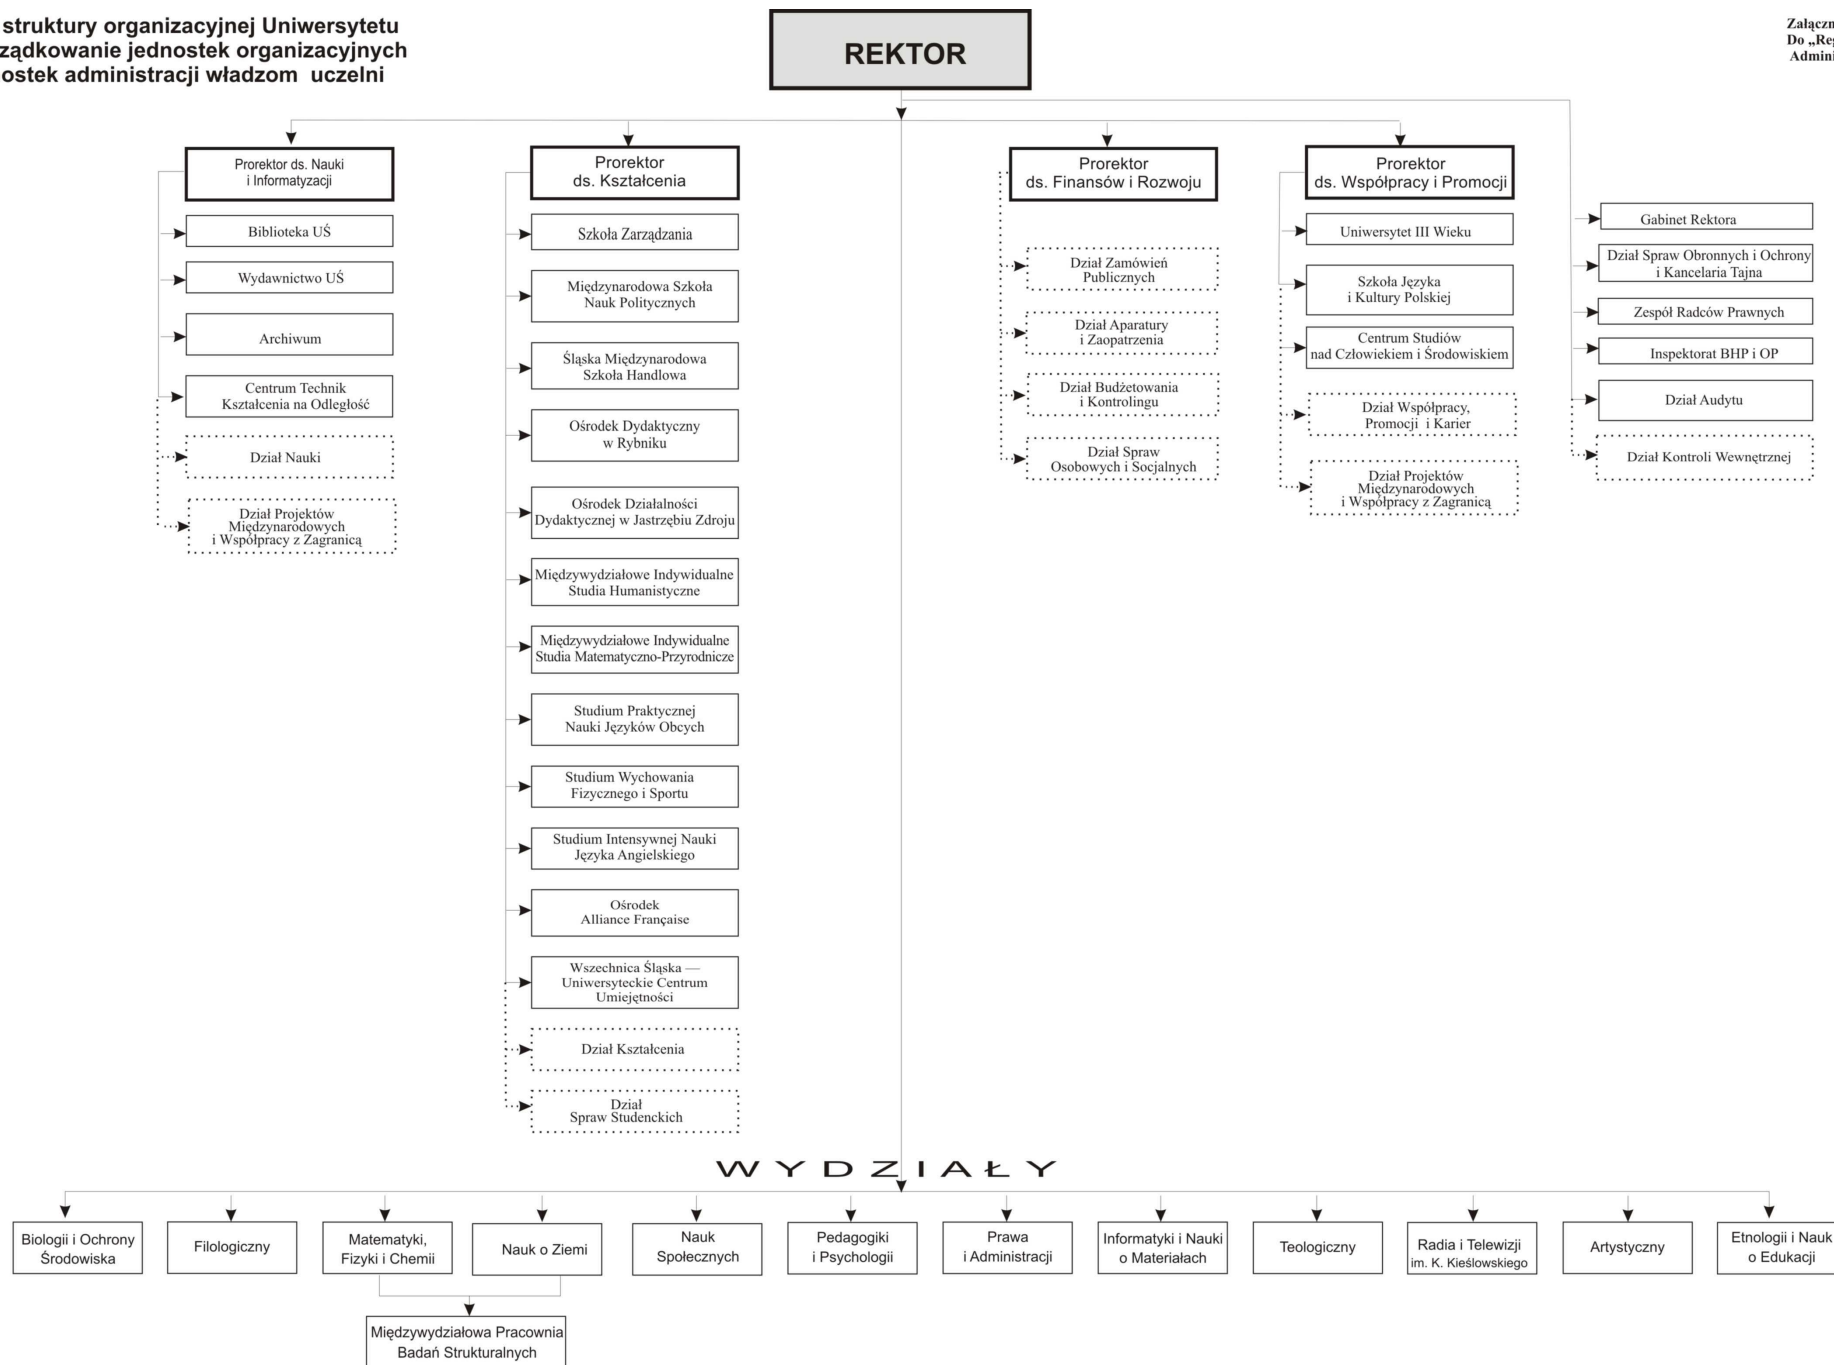 struktury organizacyjnej Uniwersytetu
ządkowanie jednostek organizacyjnych
ostek administracji władzom uczelni
REKTOR
Załączn
Do „Reg
Admini
Prorektor ds. Nauki
i Informatyzacji
Biblioteka UŚ
Wydawnictwo UŚ
Archiwum
Centrum Technik
Kształcenia na Odległość
Dział Nauki
Dział Projektów
Międzynarodowych
i Współpracy z Zagranicą
Prorektor
ds. Kształcenia
Szkoła Zarządzania
Międzynarodowa Szkoła
Nauk Politycznych
Śląska Międzynarodowa
Szkoła Handlowa
Ośrodek Dydaktyczny
w Rybniku
Ośrodek Działalności
Dydaktycznej w Jastrzębiu Zdroju
Międzywydziałowe Indywidualne
Studia Humanistyczne
Międzywydziałowe Indywidualne
Studia Matematyczno-Przyrodnicze
Studium Praktycznej
Nauki Języków Obcych
Studium Wychowania
Fizycznego i Sportu
Studium Intensywnej Nauki
Języka Angielskiego
Ośrodek
Alliance Française
Wszechnica Śląska —
Uniwersyteckie Centrum
Umiejętności
Dział Kształcenia
Dział
Spraw Studenckich
Prorektor
ds. Finansów i Rozwoju
Dział Zamówień
Publicznych
Dział Aparatury
i Zaopatrzenia
Dział Budżetowania
i Kontrolingu
Dział Spraw
Osobowych i Socjalnych
Prorektor
ds. Współpracy i Promocji
Uniwersytet III Wieku
Szkoła Języka
i Kultury Polskiej
Centrum Studiów
nad Człowiekiem i Środowiskiem
Dział Współpracy,
Promocji i Karier
Dział Projektów
Międzynarodowych
i Współpracy z Zagranicą
Gabinet Rektora
Dział Spraw Obronnych i Ochrony
i Kancelaria Tajna
Zespół Radców Prawnych
Inspektorat BHP i OP
Dział Audytu
Dział Kontroli Wewnętrznej
WYDZIAŁY
Biologii i Ochrony
Środowiska
Filologiczny
Matematyki,
Fizyki i Chemii
Nauk o Ziemi
Nauk
Społecznych
Pedagogiki
i Psychologii
Prawa
i Administracji
Informatyki i Nauki
o Materiałach
Teologiczny
Radia i Telewizji
im. K. Kieślowskiego
Artystyczny
Etnologii i Nauk
o Edukacji
Międzywydziałowa Pracownia
Badań Strukturalnych